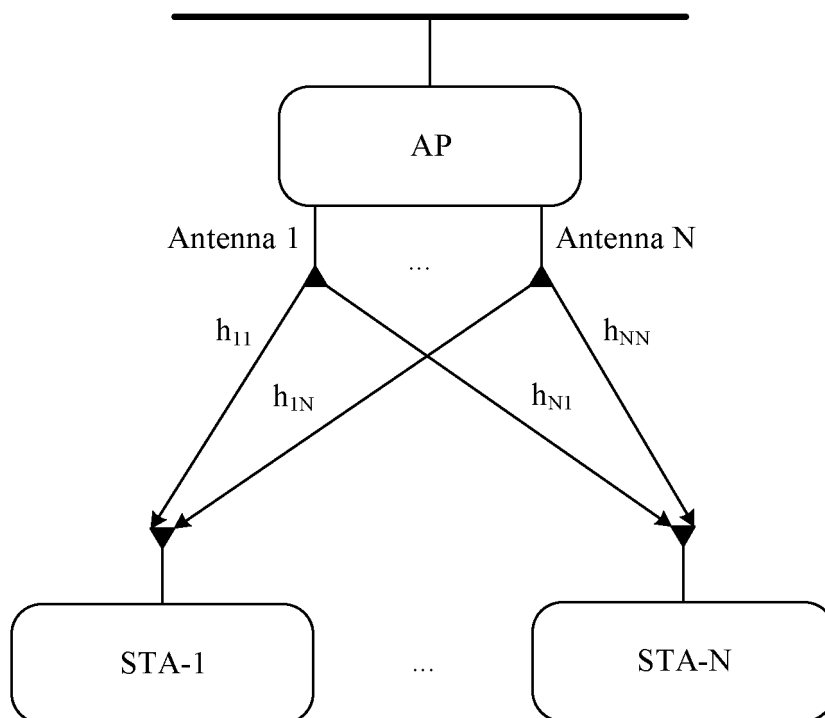 AP
Antenna 1
Antenna N
...
h11
hNN
h1N
hN1
STA-1
...
STA-N